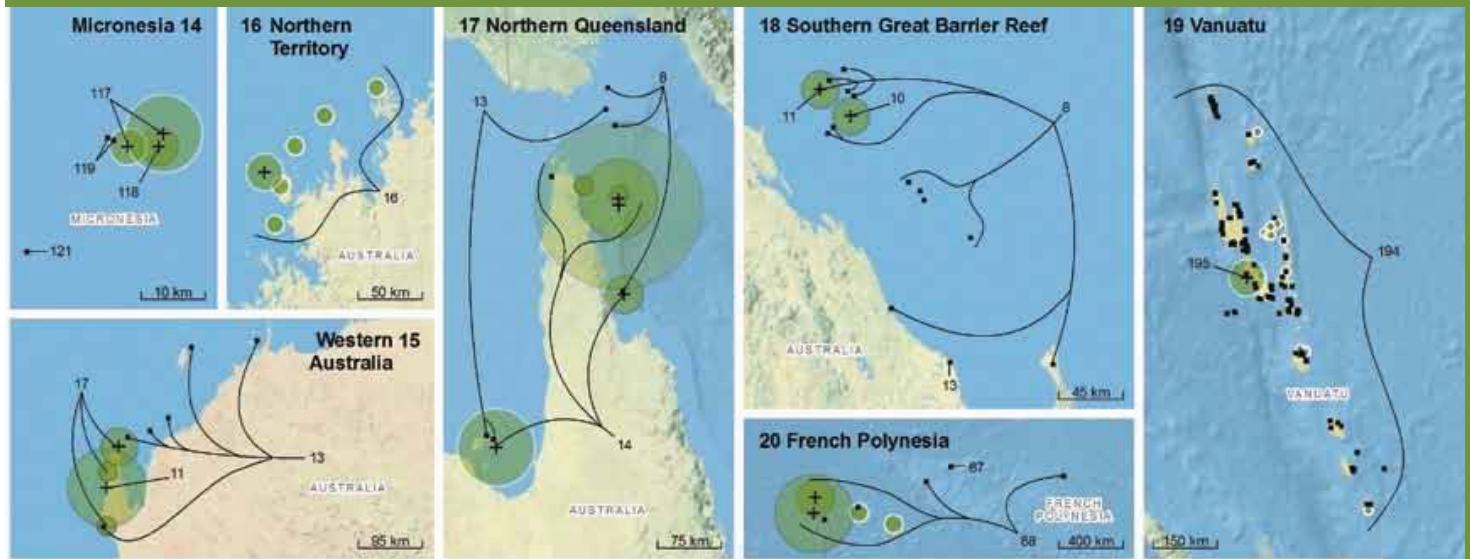 Micronesia 14
117
119
118
MICRONESIA
121
10 km
16 Northern
Territory
16
AUSTRALIA
50 km
Western 15
Australia
17
11
13
AUSTRALIA
95 km
17 Northern Queensland
13
8
14
AUSTRALIA
75 km
18 Southern Great Barrier Reef
11
10
8
AUSTRALIA
13
45 km
20 French Polynesia
67
FRENCH
POLYNESIA
68
400 km
19 Vanuatu
194
195
VANUATU
150 km